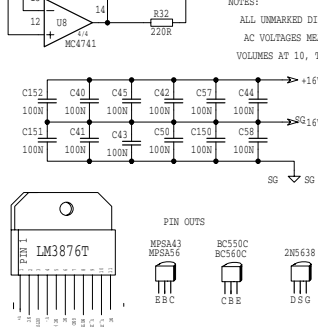 NOTES:
14
R32
12
U8
4/4
MC4741
220R
ALL UNMARKED DI
AC VOLTAGES ME
VOLUMES AT 10, T
+16
C152 C40 C45 C42 C57 C44
100N 100N 100N 100N 100N 100N
SG
16
C151 C41 C43 C50 C150 C58
100N 100N 100N 100N 100N 100N
SG SG
PIN OUTS
PIN 1
LM3876T
MPSA43
MPSA56
BC550C
BC560C
2N5638
EBC
CBE
DSG